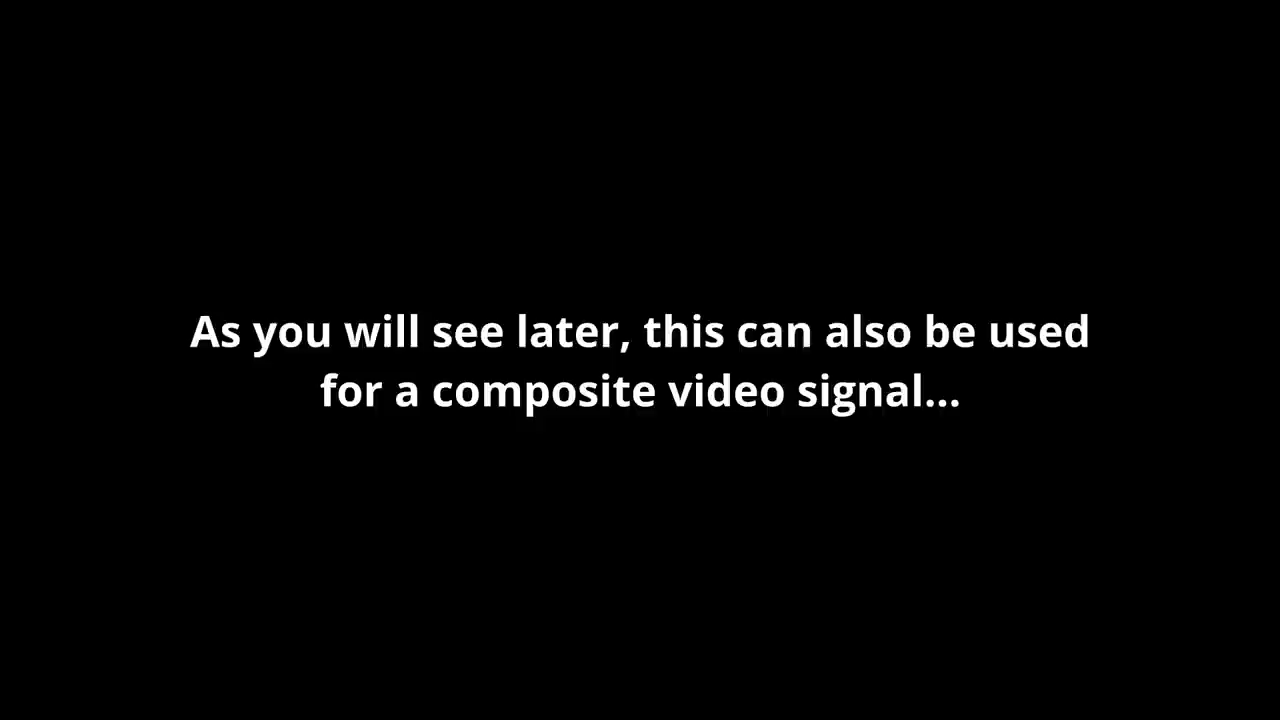 As you will see later, this can also be used
for a composite video signal...